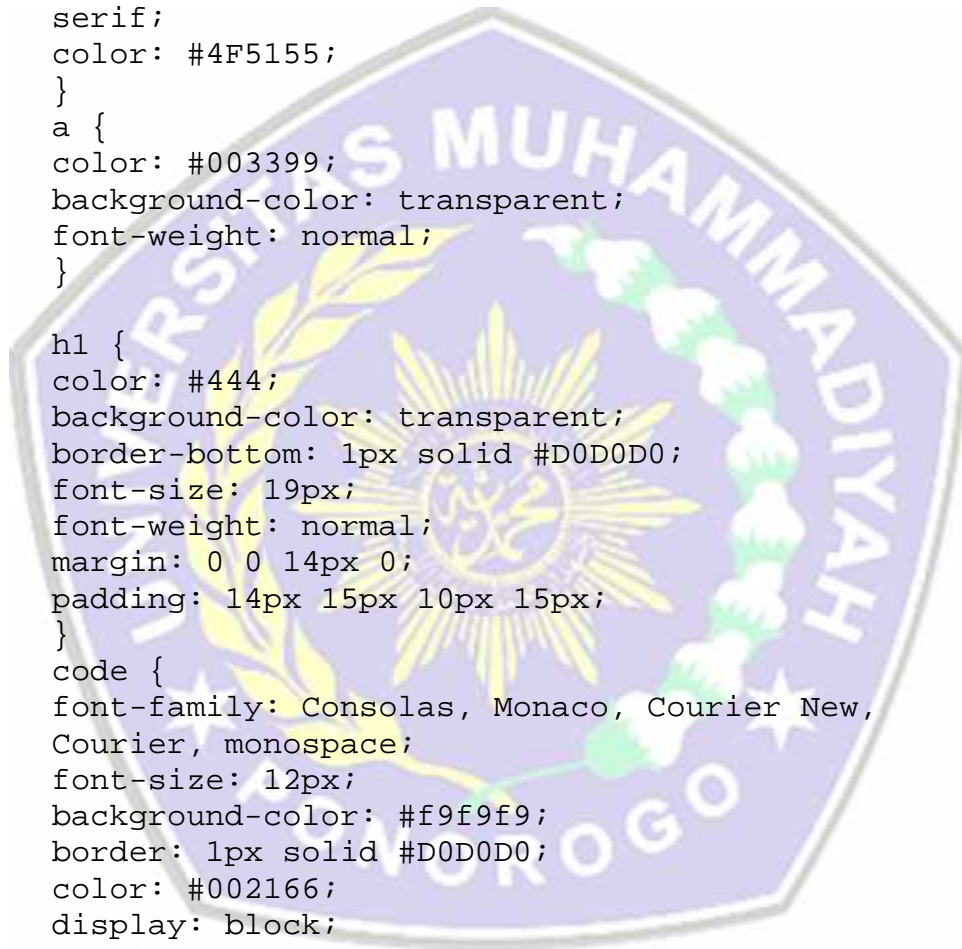 serif;
color: #4F5155;
}
a {
color: #003399;
background-color: transparent;
font-weight: normal;
}
h1 {
color: #444;
background-color: transparent;
border-bottom: 1px solid #D0D0D0;
font-size: 19px;
font-weight: normal;
margin: 0 0 14px 0;
padding: 14px 15px 10px 15px;
}
code {
font-family: Consolas, Monaco, Courier New,
Courier, monospace;
font-size: 12px;
background-color: #f9f9f9;
border: 1px solid #D0D0D0;
color: #002166;
display: block;
UNIVERSITAS MUHAMMADIYAH
PONOROGO